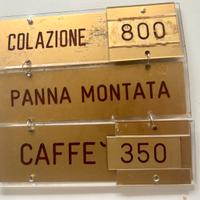 COLAZIONE 800
PANNA MONTATA
CAFFE` 350